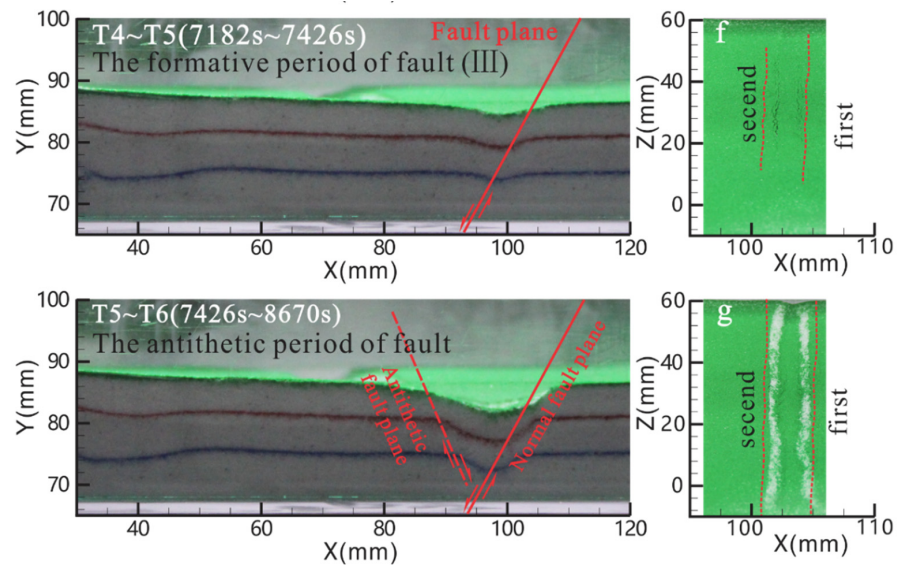 100
T4~T5(7182s~7426s)
Fault plane
The formative period of fault (III)
90
80
70
Y(mm)
40
60
80
100
120
X(mm)
60
f
40
20
0
Z(mm)
secend
first
100
110
X(mm)
100
T5~T6(7426s~8670s)
The antithetic period of fault
90
80
70
Y(mm)
Antithetic
fault plane
Normal fault plane
40
60
80
100
120
X(mm)
60
g
40
20
0
Z(mm)
secend
first
100
110
X(mm)